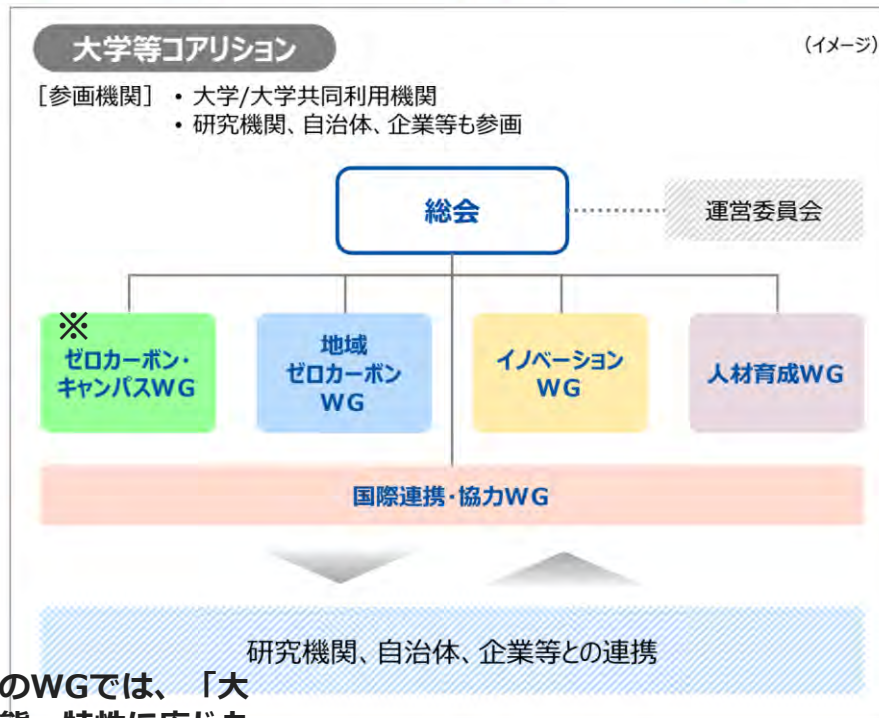 大学等コアリション
(イメージ)
[参画機関] • 大学/大学共同利用機関
• 研究機関、自治体、企業等も参画
総会
運営委員会
※
ゼロカーボン・
キャンパスWG
地域
ゼロカーボン
WG
イノベーション
WG
人材育成WG
国際連携・協力WG
研究機関、自治体、企業等との連携
のWGでは、「大